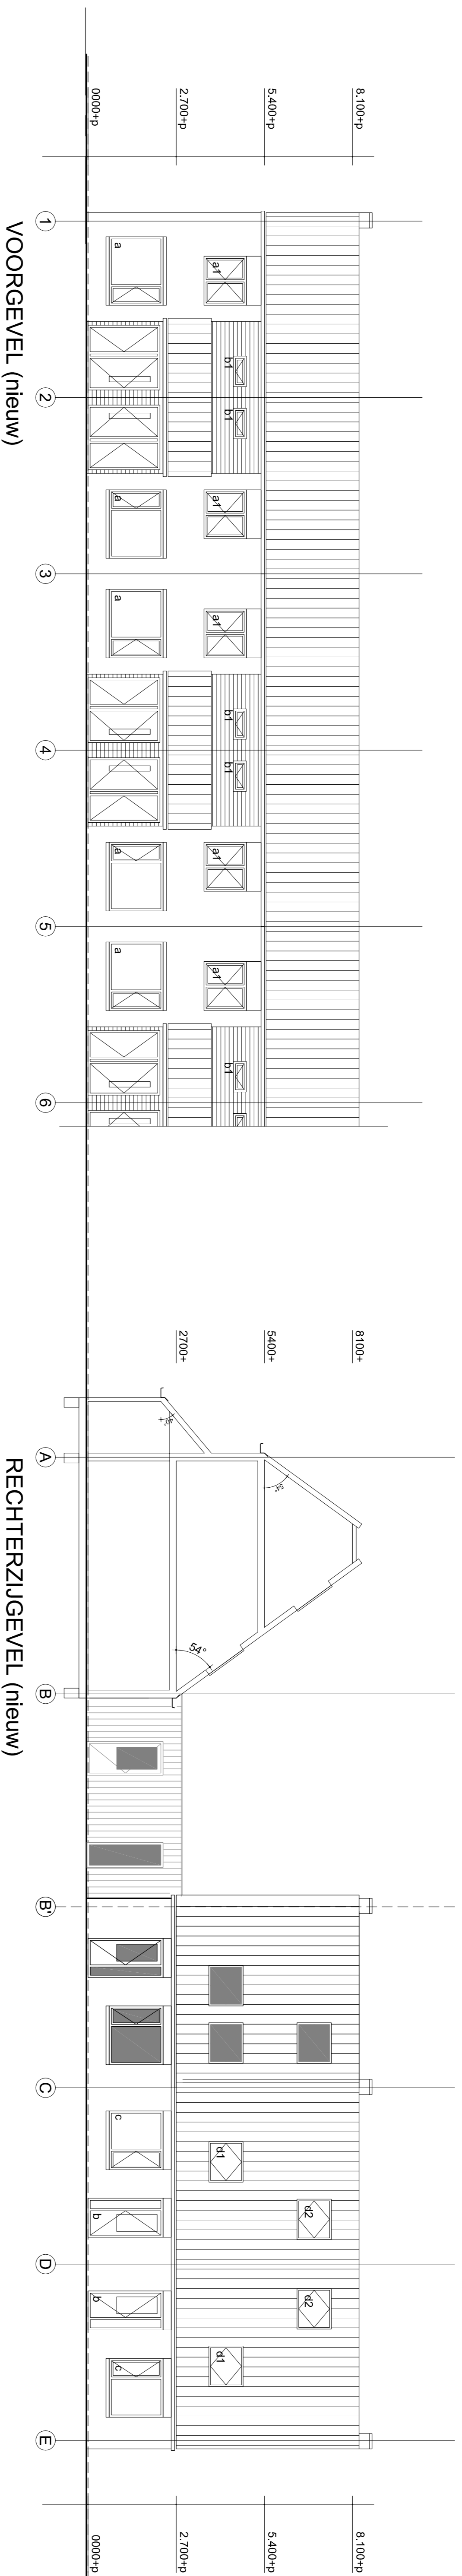 8.100+p 8100+ 8.100+p
d2 d2
5.400+p 5400+ 5.400+p
b1 b1 b1 b1 b1
d1 d1
a1 a1 a1 a1 a1
54°
2.700+p 2700+ 2.700+p
a a a a a c c
b b
0000+p 0000+p
1 2 3 4 5 6 A B B' C D E
VOORGEVEL (nieuw) RECHTERZIJGEVEL (nieuw)